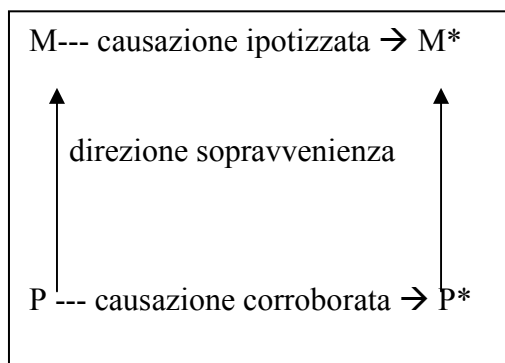 M--- causazione ipotizzata → M*
direzione sopravvenienza
P --- causazione corroborata → P*